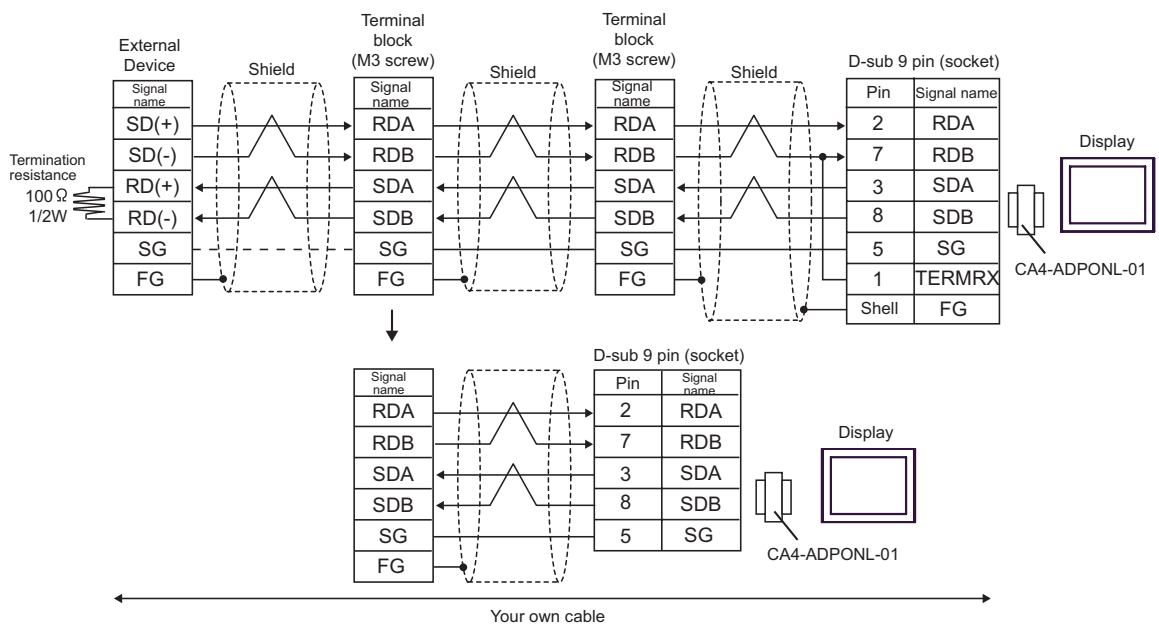 External
Device
Signal
name
SD(+)
SD(-)
RD(+)
RD(-)
SG
FG
Termination
resistance
100 Ω
1/2W
Shield
Terminal
block
(M3 screw)
Signal
name
RDA
RDB
SDA
SDB
SG
FG
Shield
Terminal
block
(M3 screw)
Signal
name
RDA
RDB
SDA
SDB
SG
FG
Shield
D-sub 9 pin (socket)
Pin Signal name
2 RDA
7 RDB
3 SDA
8 SDB
5 SG
1 TERMRX
Shell FG
Display
CA4-ADPONL-01
Signal
name
RDA
RDB
SDA
SDB
SG
FG
D-sub 9 pin (socket)
Pin Signal name
2 RDA
7 RDB
3 SDA
8 SDB
5 SG
Display
CA4-ADPONL-01
Your own cable